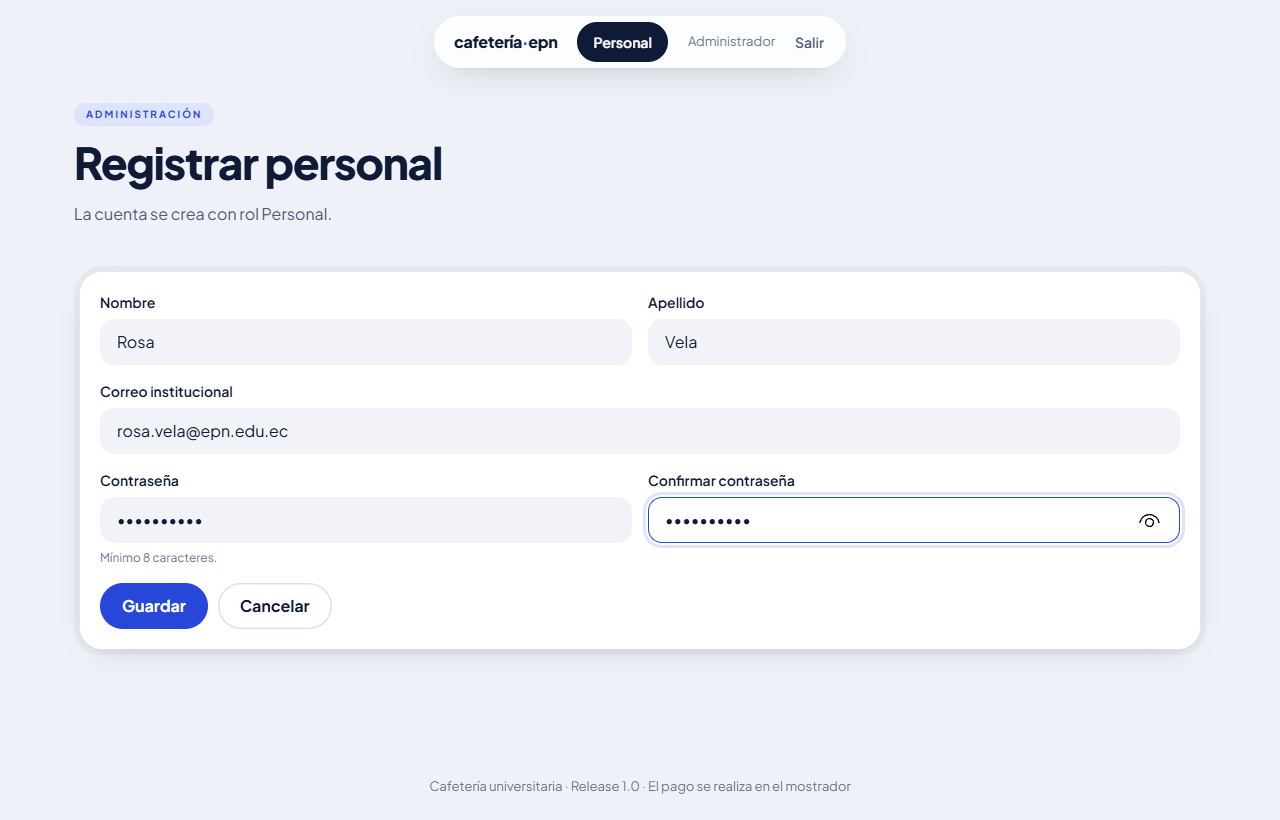 cafetería·epn Personal Administrador Salir
ADMINISTRACIÓN
Registrar personal
La cuenta se crea con rol Personal.
Nombre Apellido
Rosa Vela
Correo institucional
rosa.vela@epn.edu.ec
Contraseña Confirmar contraseña
•••••••••• ••••••••••
Mínimo 8 caracteres.
Guardar Cancelar
Cafetería universitaria · Release 1.0 · El pago se realiza en el mostrador